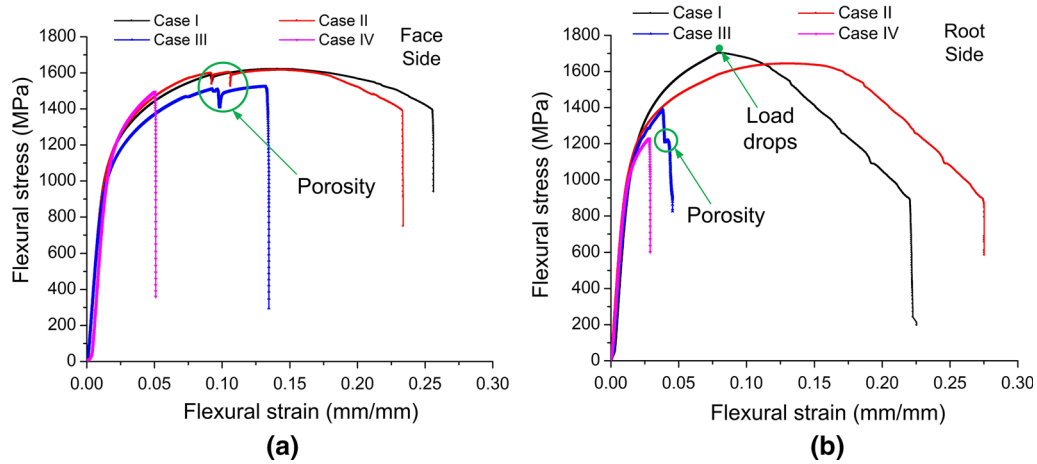 Case I
Case II
Case III
Case IV
Face
Side
1800
1600
1400
1200
1000
800
600
400
200
0
Flexural stress (MPa)
Porosity
0.00
0.05
0.10
0.15
0.20
0.25
0.30
Flexural strain (mm/mm)
(a)
Case I
Case II
Case III
Case IV
Root
Side
1800
1600
1400
1200
1000
800
600
400
200
0
Flexural stress (MPa)
Load
drops
Porosity
0.00
0.05
0.10
0.15
0.20
0.25
0.30
Flexural strain (mm/mm)
(b)